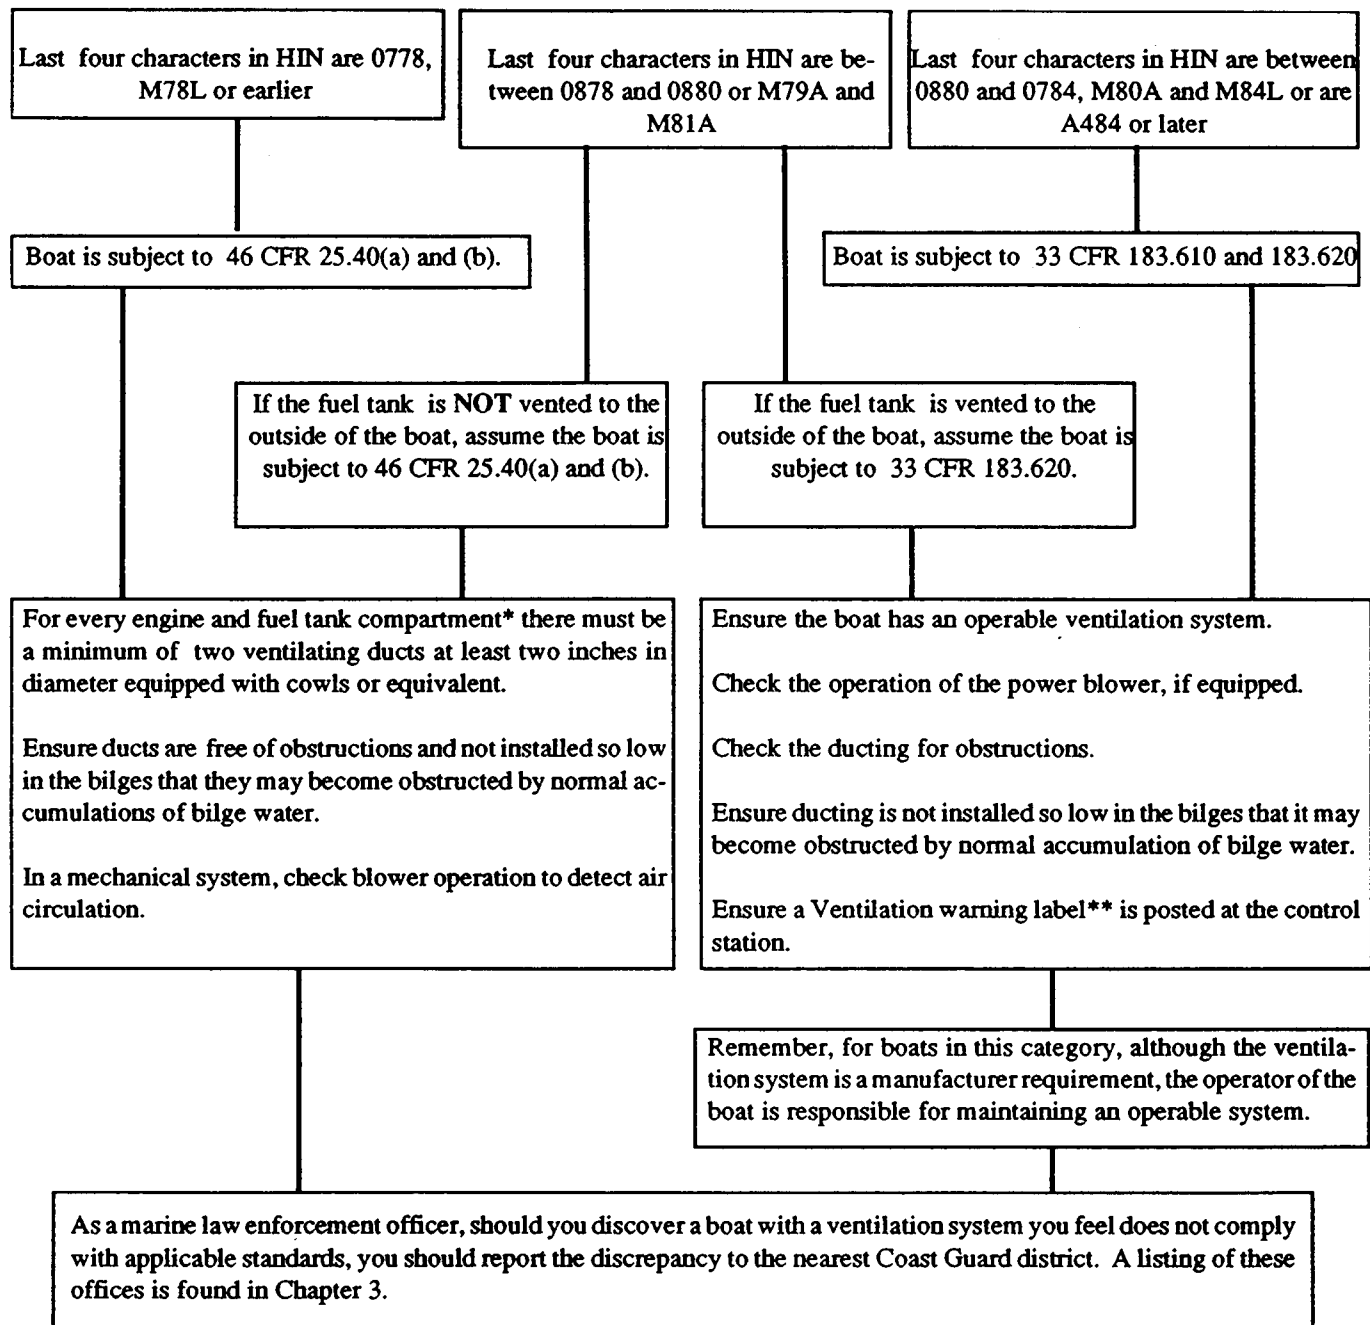 Last four characters in HIN are 0778,
M78L or earlier
Last four characters in HIN are be-
tween 0878 and 0880 or M79A and
M81A
Last four characters in HIN are between
0880 and 0784, M80A and M84L or are
A484 or later
Boat is subject to 46 CFR 25.40(a) and (b).
Boat is subject to 33 CFR 183.610 and 183.620
If the fuel tank is NOT vented to the
outside of the boat, assume the boat is
subject to 46 CFR 25.40(a) and (b).
If the fuel tank is vented to the
outside of the boat, assume the boat is
subject to 33 CFR 183.620.
For every engine and fuel tank compartment* there must be
a minimum of two ventilating ducts at least two inches in
diameter equipped with cowls or equivalent.
Ensure ducts are free of obstructions and not installed so low
in the bilges that they may become obstructed by normal ac-
cumulations of bilge water.
In a mechanical system, check blower operation to detect air
circulation.
Ensure the boat has an operable ventilation system.
Check the operation of the power blower, if equipped.
Check the ducting for obstructions.
Ensure ducting is not installed so low in the bilges that it may
become obstructed by normal accumulation of bilge water.
Ensure a Ventilation warning label** is posted at the control
station.
Remember, for boats in this category, although the ventila-
tion system is a manufacturer requirement, the operator of the
boat is responsible for maintaining an operable system.
As a marine law enforcement officer, should you discover a boat with a ventilation system you feel does not comply
with applicable standards, you should report the discrepancy to the nearest Coast Guard district. A listing of these
offices is found in Chapter 3.